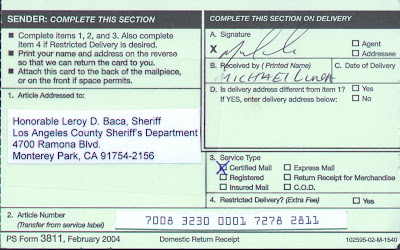 SENDER: COMPLETE THIS SECTION
■ Complete items 1, 2, and 3. Also complete
item 4 if Restricted Delivery is desired.
■ Print your name and address on the reverse
so that we can return the card to you.
■ Attach this card to the back of the mailpiece,
or on the front if space permits.
1. Article Addressed to:
Honorable Leroy D. Baca, Sheriff
Los Angeles County Sheriff's Department
4700 Ramona Blvd.
Monterey Park, CA 91754-2156
COMPLETE THIS SECTION ON DELIVERY
A. Signature
X
Agent
Addressee
B. Received by (Printed Name)
C. Date of Delivery
MICHAEL
D. Is delivery address different from item 1? Yes
If YES, enter delivery address below: No
3. Service Type
Certified Mail Express Mail
Registered Return Receipt for Merchandise
Insured Mail C.O.D.
4. Restricted Delivery? (Extra Fee) Yes
2. Article Number
(Transfer from service label)
7008 3230 0001 7278 2811
PS Form 3811, February 2004 Domestic Return Receipt 102595-02-M-1540